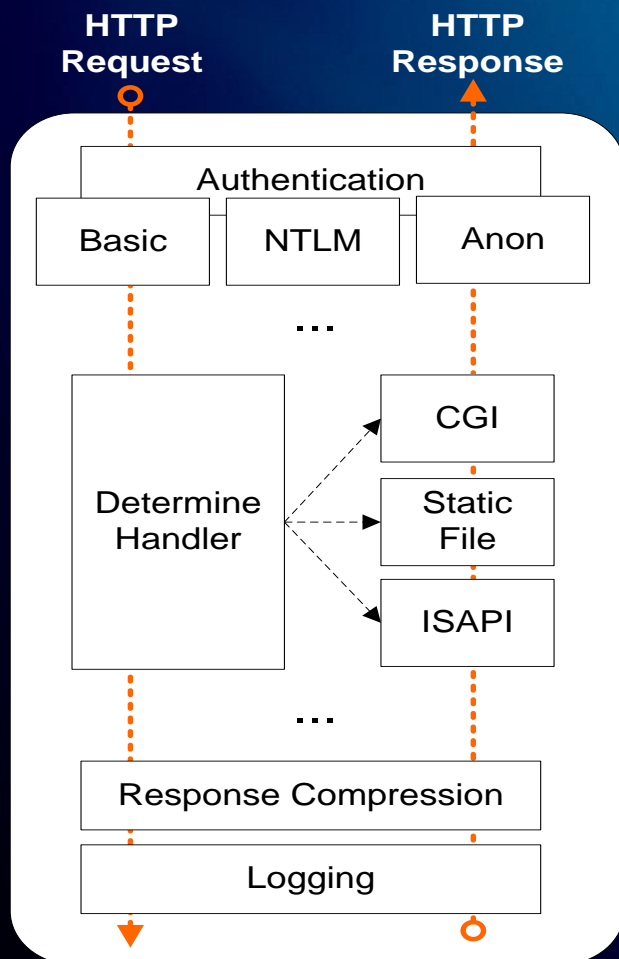 HTTP
Request
HTTP
Response
Authentication
Basic
NTLM
Anon
...
Determine
Handler
CGI
Static
File
ISAPI
...
Response Compression
Logging